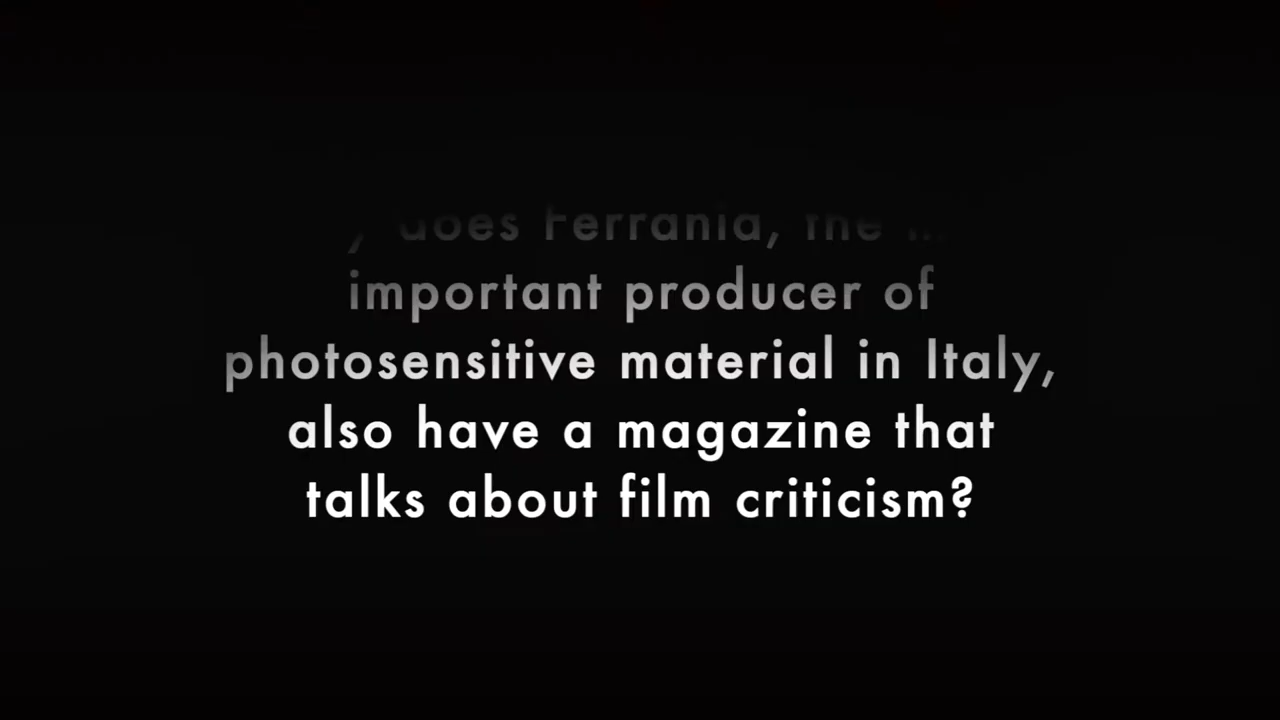 does Ferrania, the
important producer of
photosensitive material in Italy,
also have a magazine that
talks about film criticism?